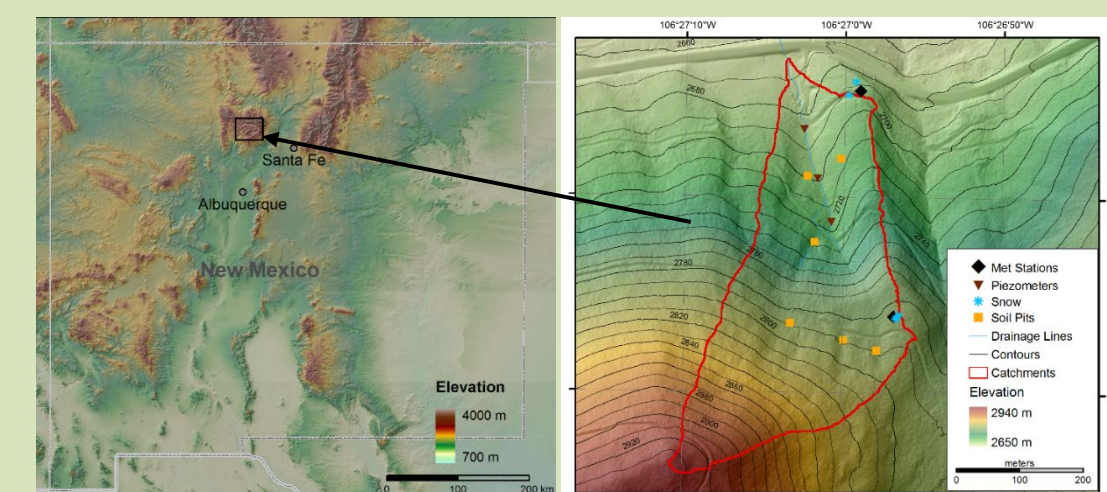 Santa Fe
Albuquerque
New Mexico
Elevation
4000 m
700 m
0 100 200 km
106°27'10"W 106°27'0"W 106°26'50"W
2660
2680
2700
2720
2740
2760
2780
2800
2820
2840
2860
2880
2900
2920
Met Stations
Piezometers
Snow
Soil Pits
Drainage Lines
Contours
Catchments
Elevation
2940 m
2650 m
meters
0 100 200